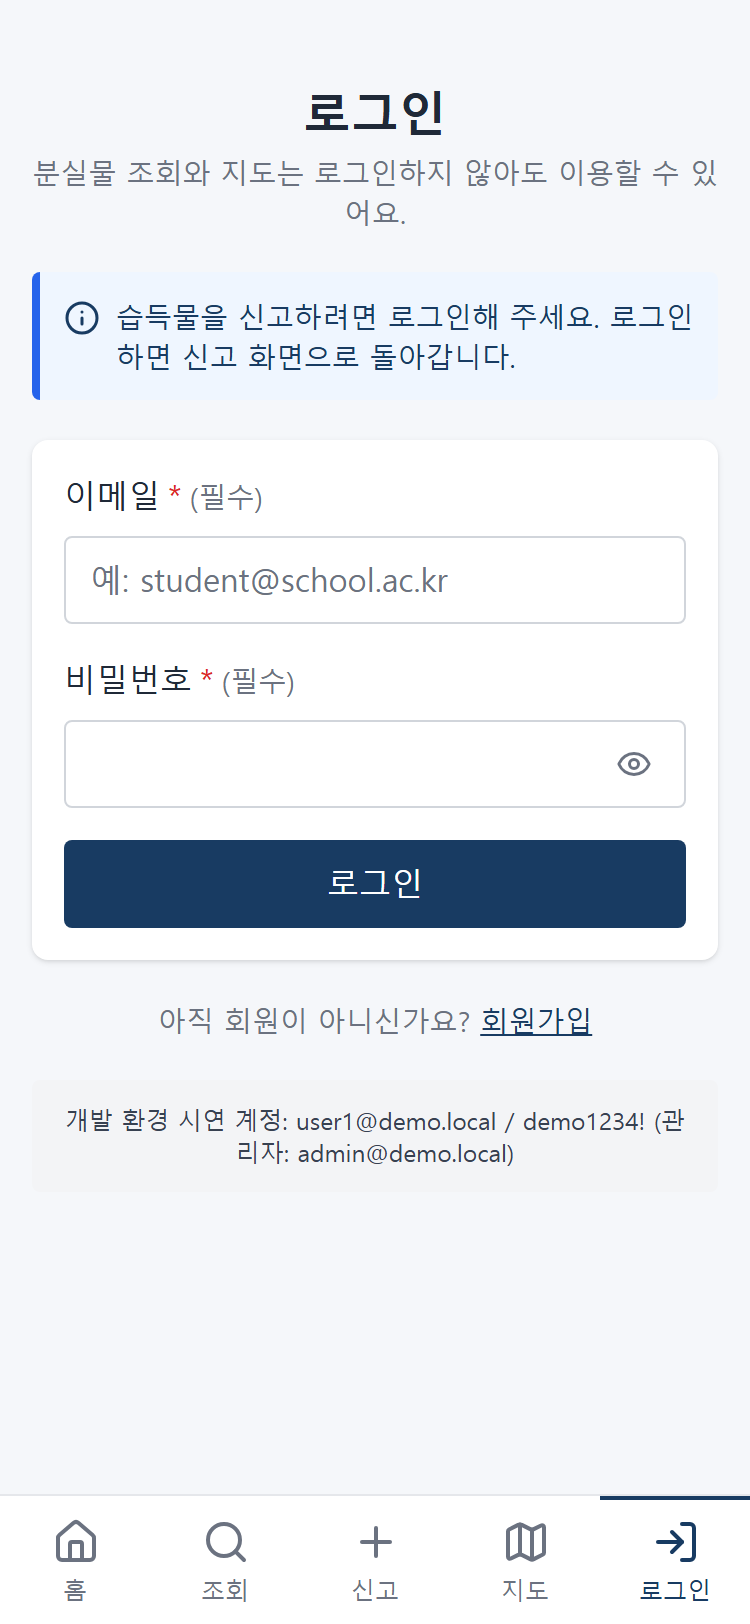 로그인
분실물 조회와 지도는 로그인하지 않아도 이용할 수 있
어요.
습득물을 신고하려면 로그인해 주세요. 로그인
하면 신고 화면으로 돌아갑니다.
이메일 * (필수)
예: student@school.ac.kr
비밀번호 * (필수)
로그인
아직 회원이 아니신가요? 회원가입
개발 환경 시연 계정: user1@demo.local / demo1234! (관
리자: admin@demo.local)
홈 조회 신고 지도 로그인